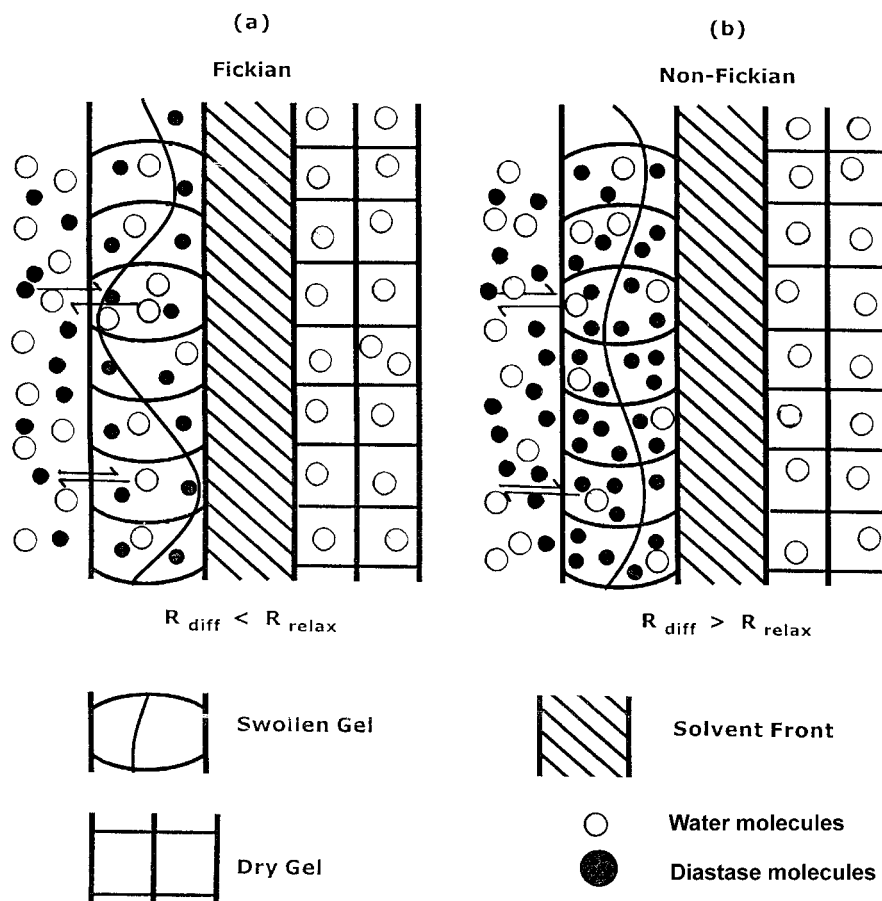 (a)
Fickian
R diff < R relax
(b)
Non-Fickian
R diff > R relax
Swollen Gel
Solvent Front
Dry Gel
Water molecules
Diastase molecules